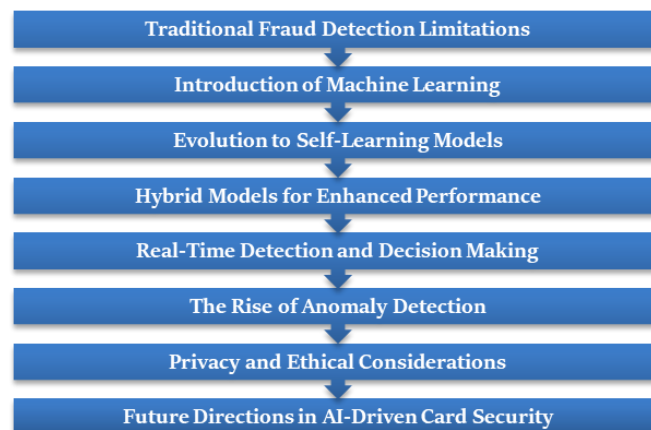 Traditional Fraud Detection Limitations
Introduction of Machine Learning
Evolution to Self-Learning Models
Hybrid Models for Enhanced Performance
Real-Time Detection and Decision Making
The Rise of Anomaly Detection
Privacy and Ethical Considerations
Future Directions in AI-Driven Card Security